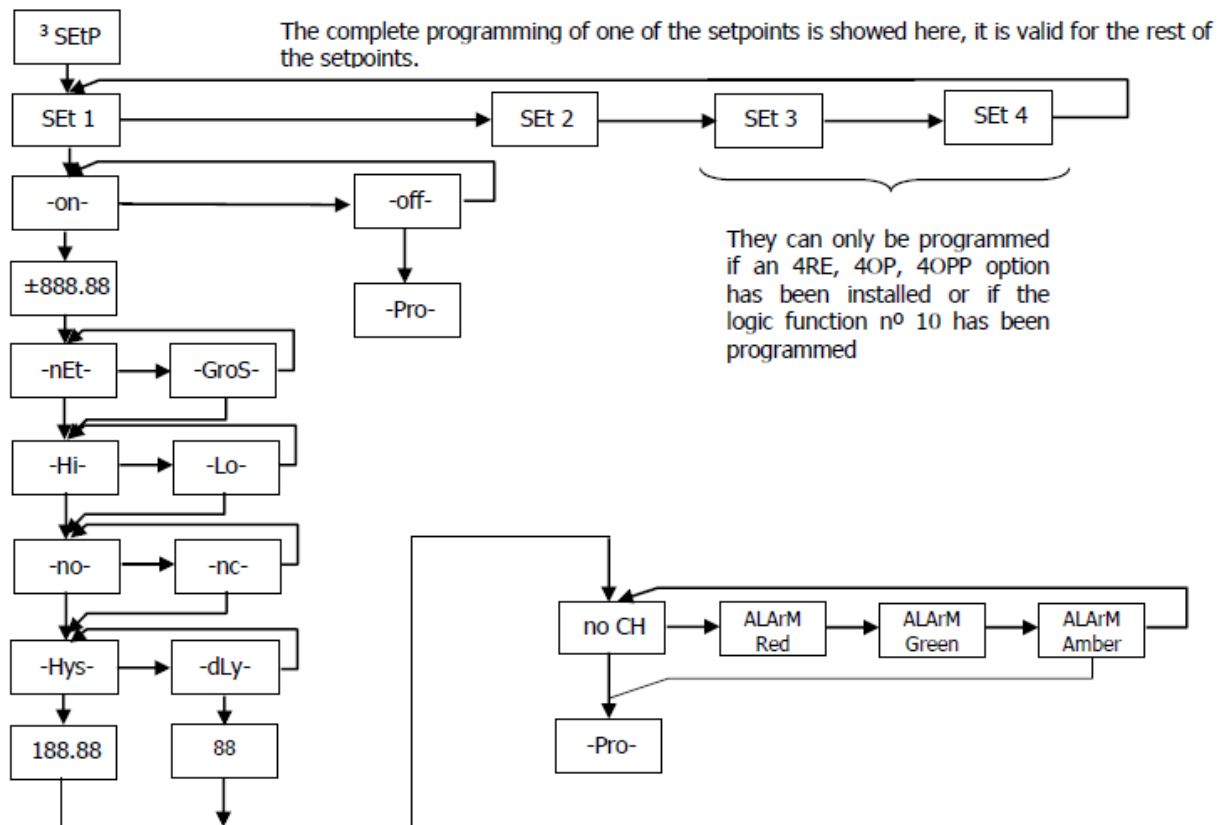 ³ SEtP
The complete programming of one of the setpoints is showed here, it is valid for the rest of
the setpoints.
SEt 1
SEt 2
SEt 3
SEt 4
-on-
-off-
They can only be programmed
if an 4RE, 4OP, 4OPP option
has been installed or if the
logic function nº 10 has been
programmed
±888.88
-Pro-
-nEt-
-GroS-
-Hi-
-Lo-
-no-
-nc-
no CH
ALArM
Red
ALArM
Green
ALArM
Amber
-Hys-
-dLy-
188.88
88
-Pro-